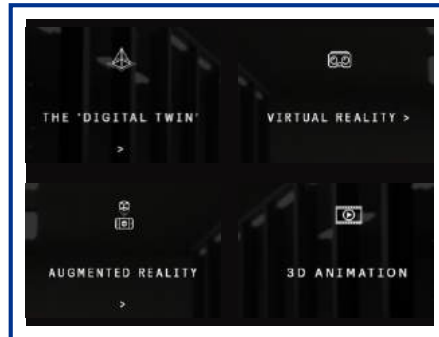 THE 'DIGITAL TWIN'
>
VIRTUAL REALITY >
AUGMENTED REALITY
>
3D ANIMATION